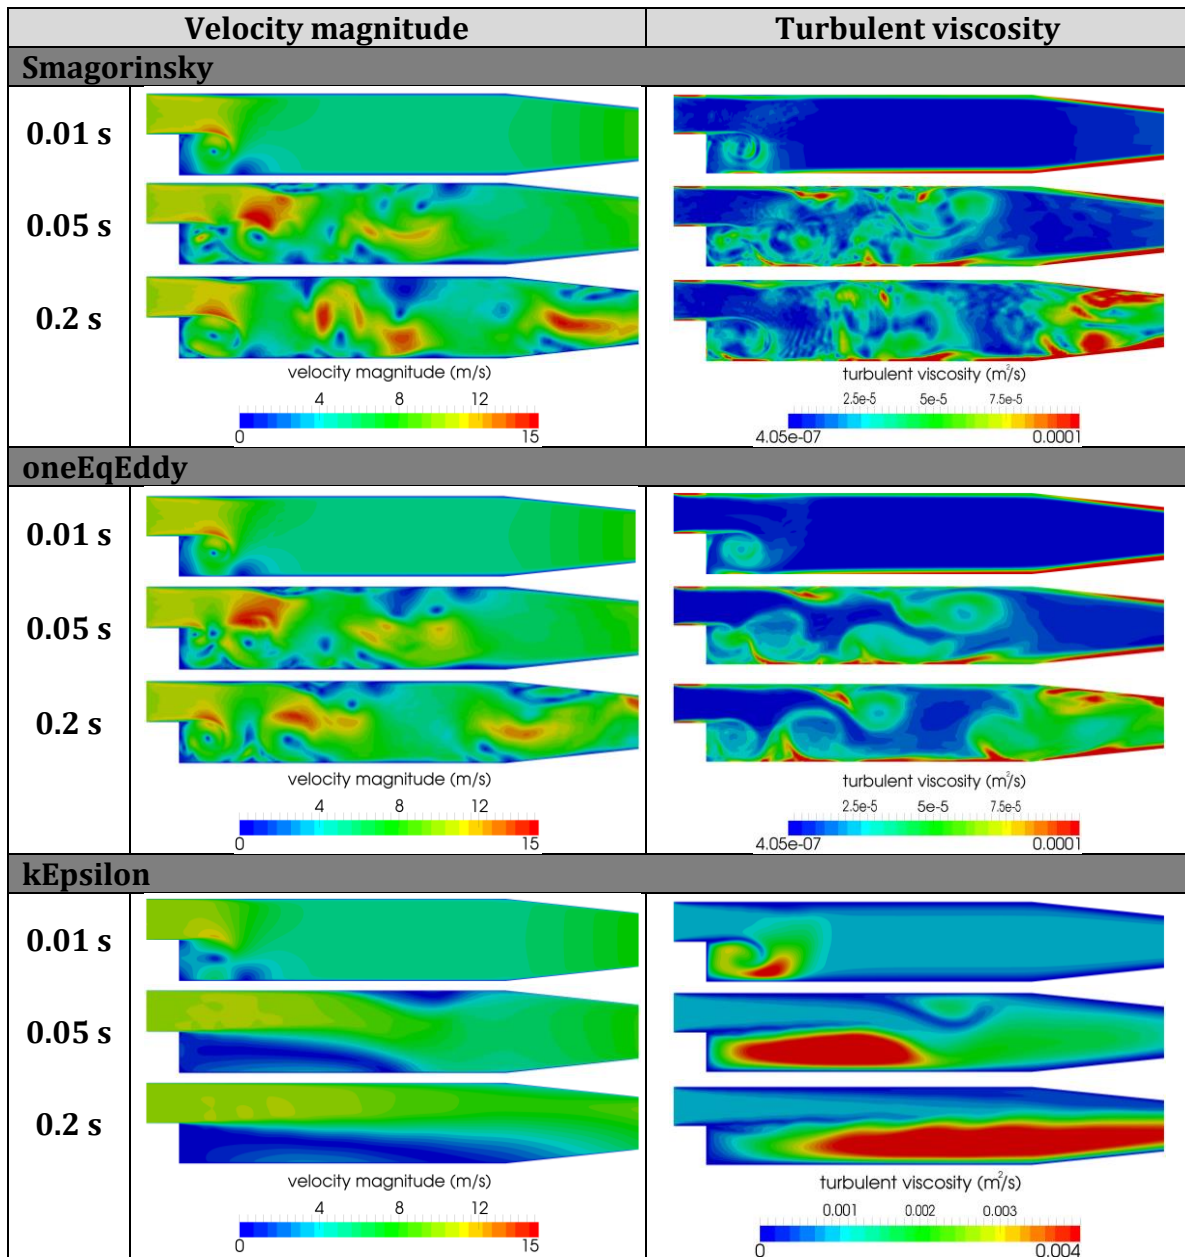 Velocity magnitude Turbulent viscosity
Smagorinsky
0.01 s
0.05 s
0.2 s
velocity magnitude (m/s)
4 8 12
0 15
turbulent viscosity (m²/s)
2.5e-5 5e-5 7.5e-5
4.05e-07 0.0001
oneEqEddy
0.01 s
0.05 s
0.2 s
velocity magnitude (m/s)
4 8 12
0 15
turbulent viscosity (m²/s)
2.5e-5 5e-5 7.5e-5
4.05e-07 0.0001
kEpsilon
0.01 s
0.05 s
0.2 s
velocity magnitude (m/s)
4 8 12
0 15
turbulent viscosity (m²/s)
0.001 0.002 0.003
0 0.004